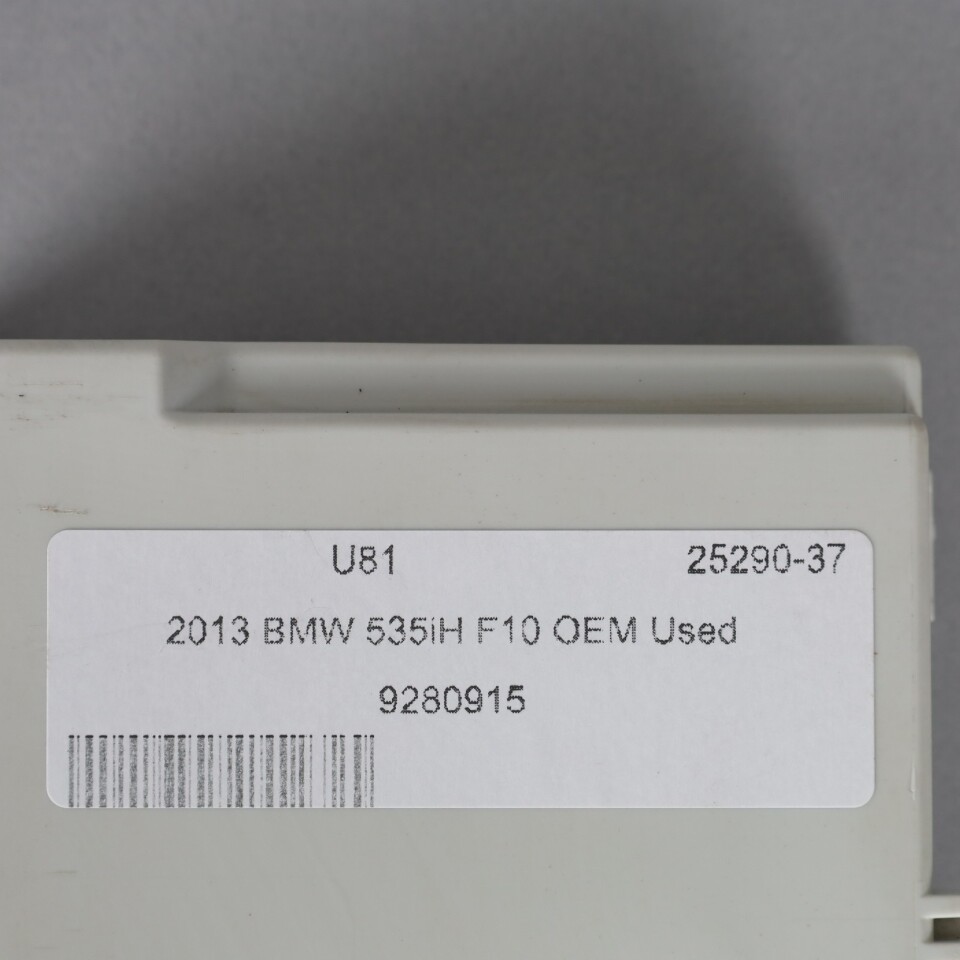 U81 25290-37
2013 BMW 535iH F10 OEM Used
9280915